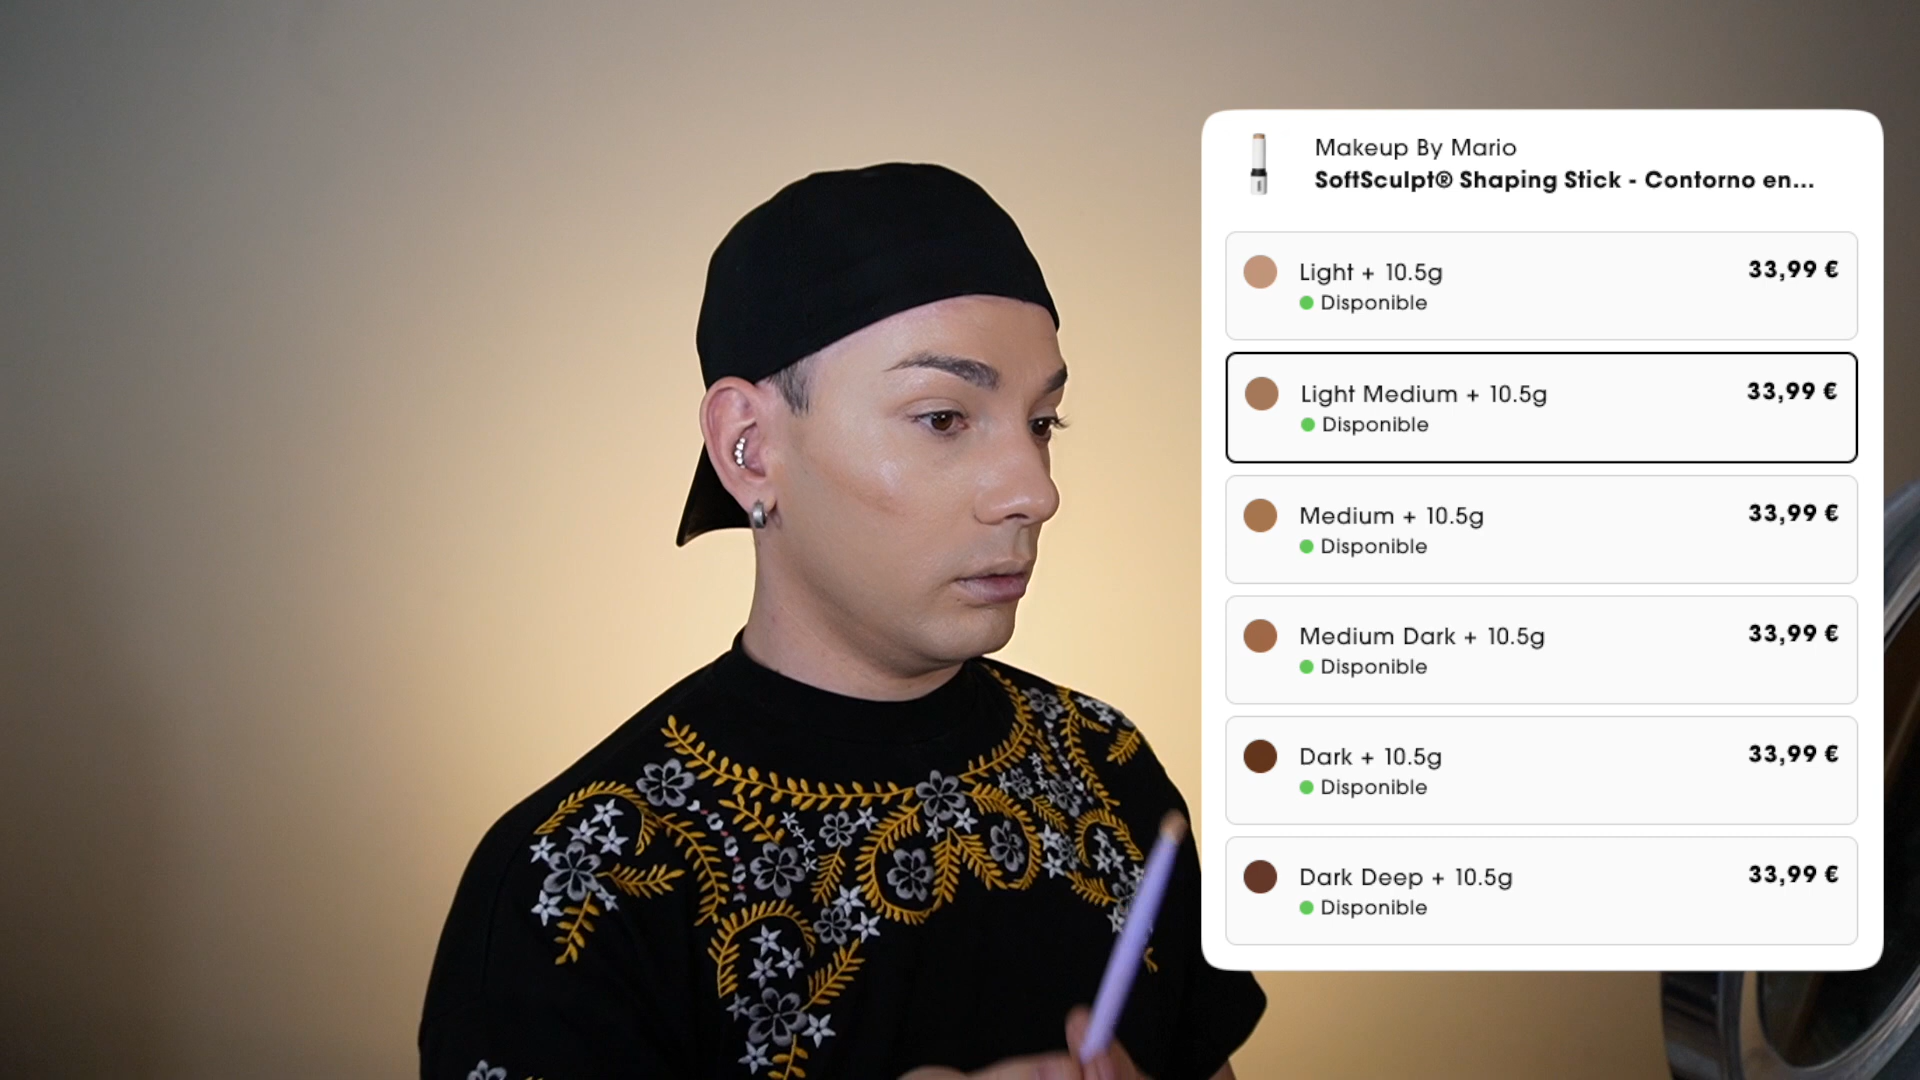 Makeup By Mario
SoftSculpt® Shaping Stick - Contorno en...
Light + 10.5g
33,99 €
Disponible
Light Medium + 10.5g
33,99 €
Disponible
Medium + 10.5g
33,99 €
Disponible
Medium Dark + 10.5g
33,99 €
Disponible
Dark + 10.5g
33,99 €
Disponible
Dark Deep + 10.5g
33,99 €
Disponible